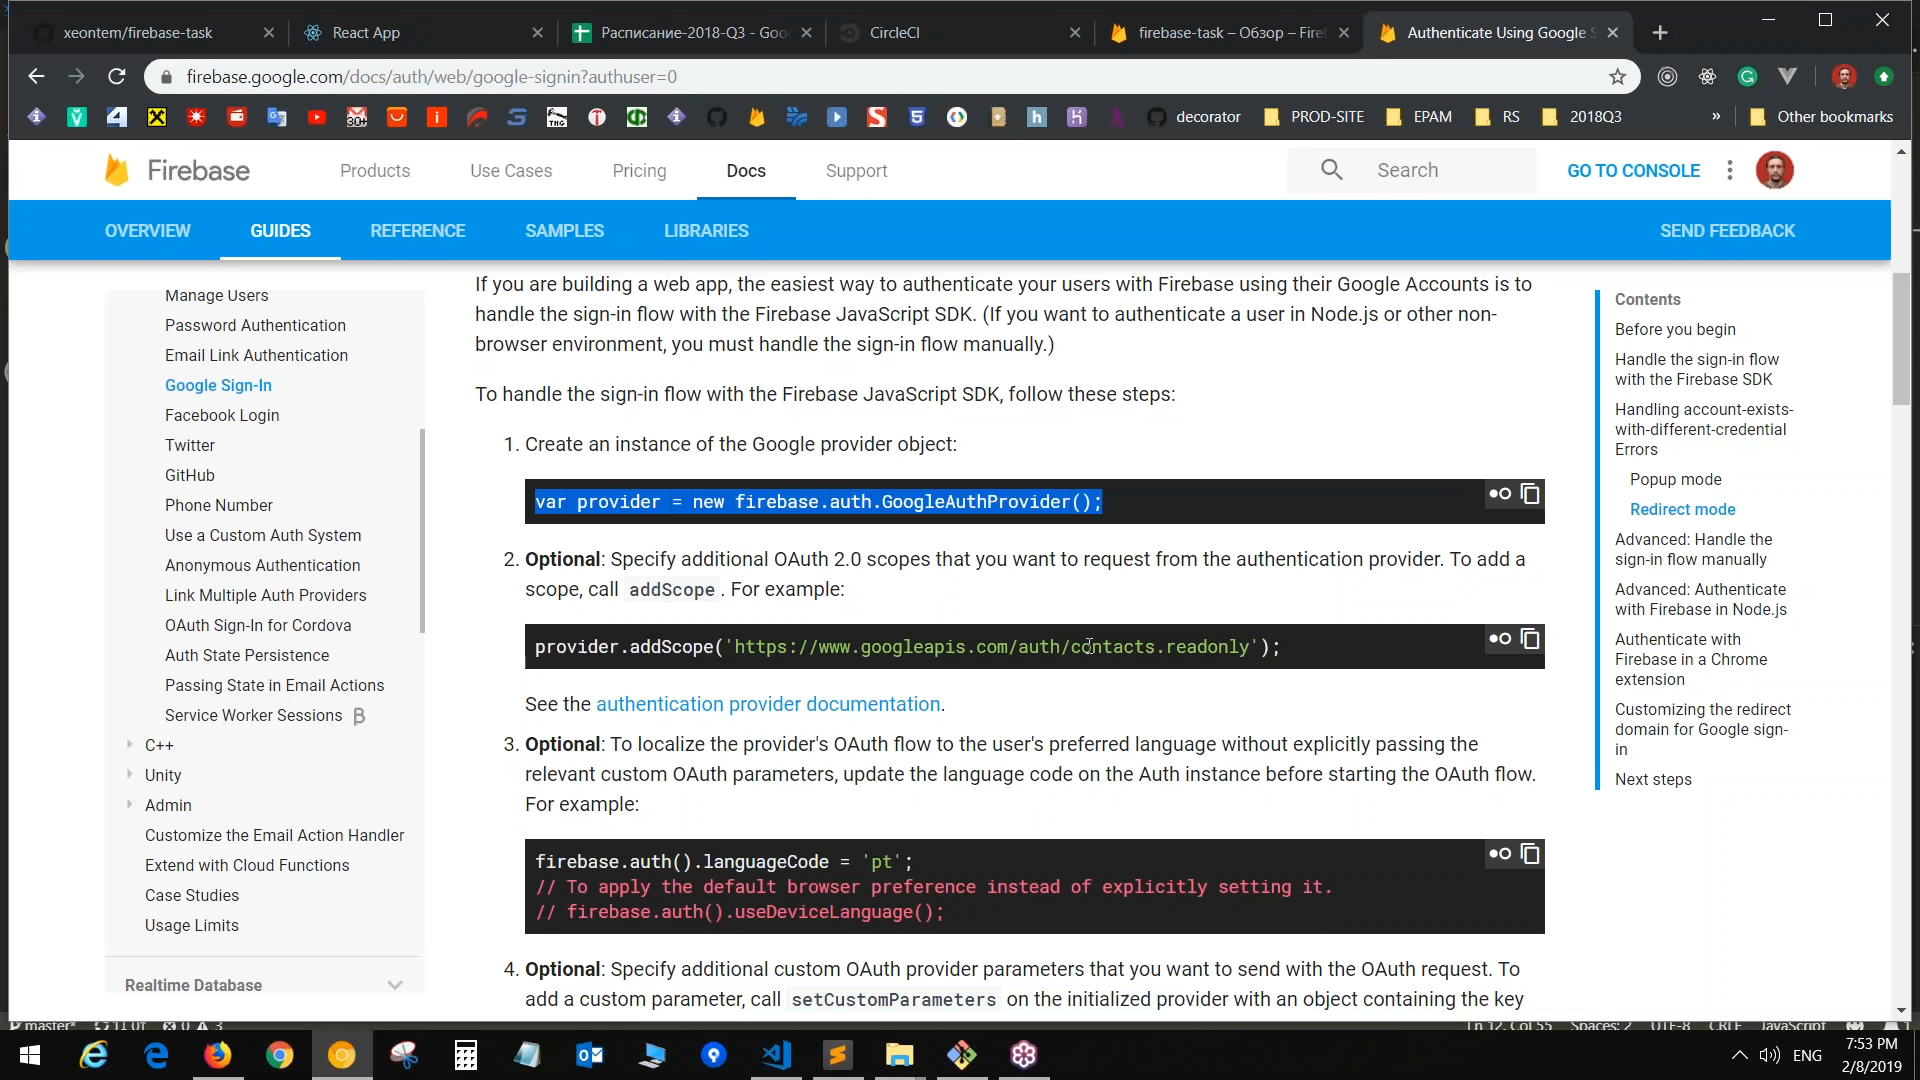 xeontem/firebase-task
React App
Расписание-2018-Q3 - Goo
CircleCI
firebase-task – Обзор – Fire
Authenticate Using Google S
firebase.google.com/docs/auth/web/google-signin?authuser=0
decorator
PROD-SITE
EPAM
RS
2018Q3
»
Other bookmarks
Firebase
Products
Use Cases
Pricing
Docs
Support
Search
GO TO CONSOLE
OVERVIEW
GUIDES
REFERENCE
SAMPLES
LIBRARIES
SEND FEEDBACK
Manage Users
Password Authentication
Email Link Authentication
Google Sign-In
Facebook Login
Twitter
GitHub
Phone Number
Use a Custom Auth System
Anonymous Authentication
Link Multiple Auth Providers
OAuth Sign-In for Cordova
Auth State Persistence
Passing State in Email Actions
Service Worker Sessions β
C++
Unity
Admin
Customize the Email Action Handler
Extend with Cloud Functions
Case Studies
Usage Limits
Realtime Database
If you are building a web app, the easiest way to authenticate your users with Firebase using their Google Accounts is to
handle the sign-in flow with the Firebase JavaScript SDK. (If you want to authenticate a user in Node.js or other non-
browser environment, you must handle the sign-in flow manually.)
To handle the sign-in flow with the Firebase JavaScript SDK, follow these steps:
1. Create an instance of the Google provider object:
var provider = new firebase.auth.GoogleAuthProvider();
2. Optional: Specify additional OAuth 2.0 scopes that you want to request from the authentication provider. To add a
scope, call addScope. For example:
provider.addScope('https://www.googleapis.com/auth/contacts.readonly');
See the authentication provider documentation.
3. Optional: To localize the provider's OAuth flow to the user's preferred language without explicitly passing the
relevant custom OAuth parameters, update the language code on the Auth instance before starting the OAuth flow.
For example:
firebase.auth().languageCode = 'pt';
// To apply the default browser preference instead of explicitly setting it.
// firebase.auth().useDeviceLanguage();
4. Optional: Specify additional custom OAuth provider parameters that you want to send with the OAuth request. To
add a custom parameter, call setCustomParameters on the initialized provider with an object containing the key
Contents
Before you begin
Handle the sign-in flow
with the Firebase SDK
Handling account-exists-
with-different-credential
Errors
Popup mode
Redirect mode
Advanced: Handle the
sign-in flow manually
Advanced: Authenticate
with Firebase in Node.js
Authenticate with
Firebase in a Chrome
extension
Customizing the redirect
domain for Google sign-
in
Next steps
master*
Ln 12, Col 55
Spaces: 2
UTF-8
CRLF
JavaScript
ENG
7:53 PM
2/8/2019